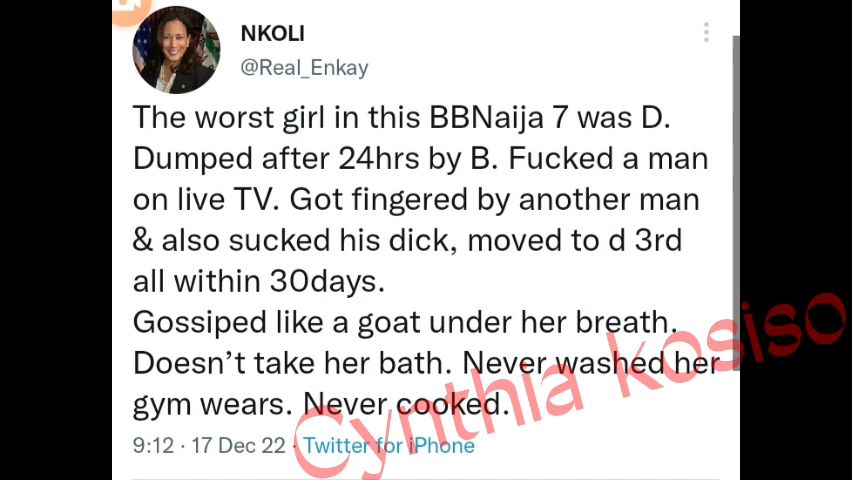 NKOLI
@Real_Enkay
The worst girl in this BBNaija 7 was D.
Dumped after 24hrs by B. Fucked a man
on live TV. Got fingered by another man
& also sucked his dick, moved to d 3rd
all within 30days.
Gossiped like a goat under her breath.
Doesn’t take her bath. Never washed her
gym wears. Never cooked.
9:12 · 17 Dec 22 · Twitter for iPhone
Cynthia kosiso